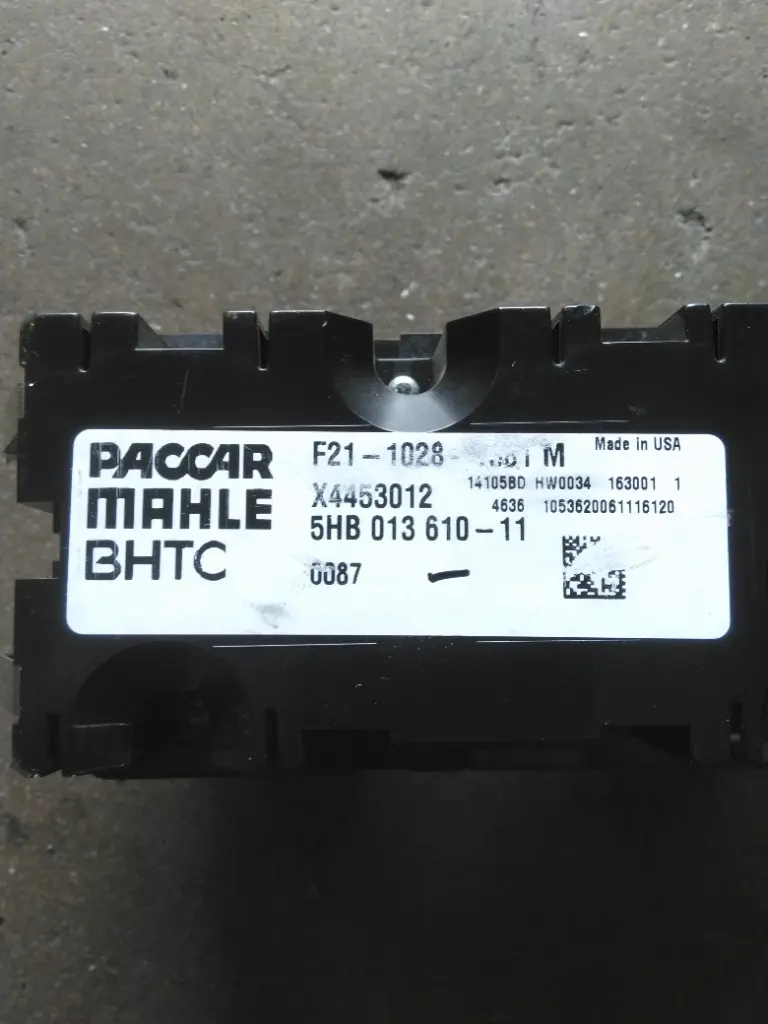 PACCAR
MAHLE
BHTC
F21-1028- M
Made in USA
X4453012
14105BD HW0034 163001 1
4636 1053620061116120
5HB 013 610-11
0087